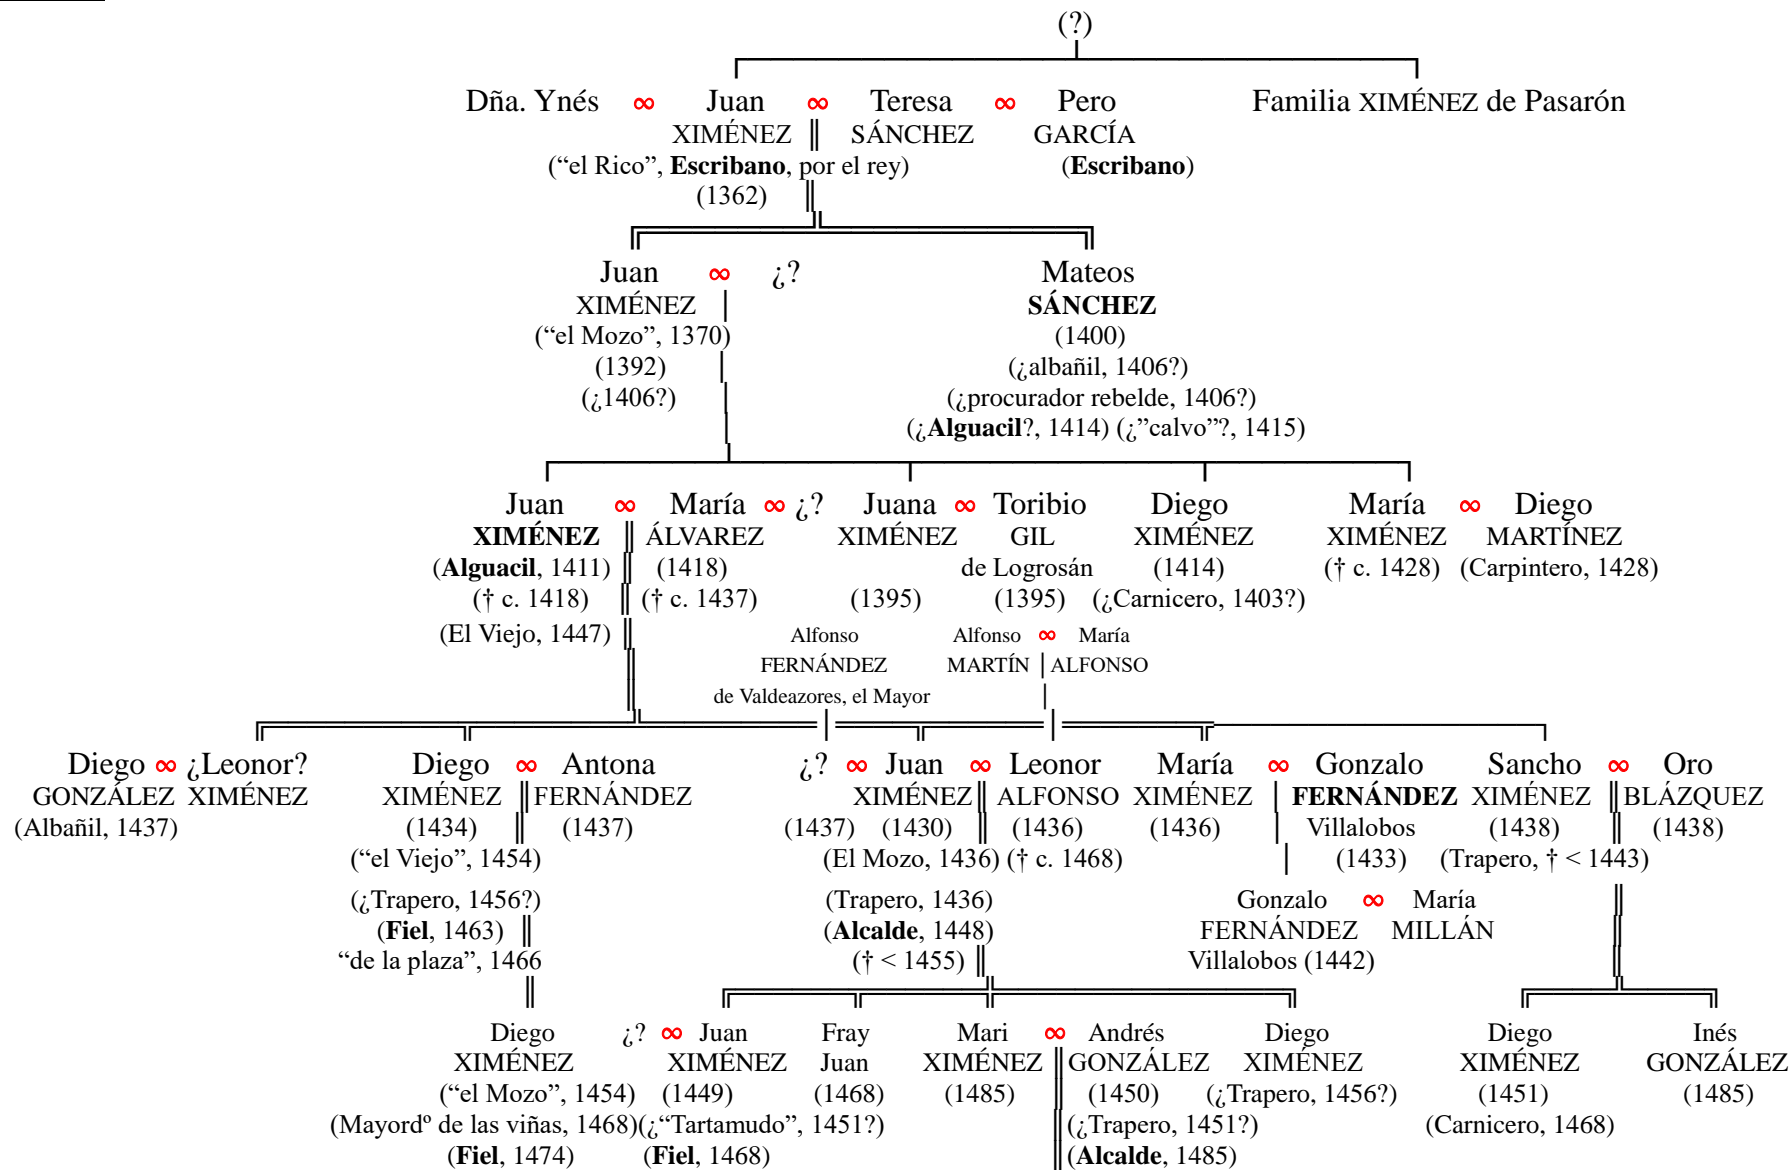 (?)
Dña. Ynés ∞ Juan ∞ Teresa ∞ Pero Familia XIMÉNEZ de Pasarón
XIMÉNEZ SÁNCHEZ GARCÍA
(“el Rico”, Escribano, por el rey) (Escribano)
(1362)
Juan ∞ ¿? Mateos
XIMÉNEZ SÁNCHEZ
(“el Mozo”, 1370) (1400)
(1392) (¿albañil, 1406?)
(¿1406?) (¿procurador rebelde, 1406?)
(¿Alguacil?, 1414) (¿”calvo”?, 1415)
Juan ∞ María ∞ ¿? Juana ∞ Toribio Diego María ∞ Diego
XIMÉNEZ ÁLVAREZ XIMÉNEZ GIL XIMÉNEZ XIMÉNEZ MARTÍNEZ
(Alguacil, 1411) (1418) de Logrosán (1414) († c. 1428) (Carpintero, 1428)
(† c. 1418) († c. 1437) (1395) (1395) (¿Carnicero, 1403?)
(El Viejo, 1447) Alfonso Alfonso ∞ María
FERNÁNDEZ MARTÍN ALFONSO
de Valdeazores, el Mayor
Diego ∞ ¿Leonor? Diego ∞ Antona ¿? ∞ Juan ∞ Leonor María ∞ Gonzalo Sancho ∞ Oro
GONZÁLEZ XIMÉNEZ XIMÉNEZ FERNÁNDEZ XIMÉNEZ ALFONSO XIMÉNEZ FERNÁNDEZ XIMÉNEZ BLÁZQUEZ
(Albañil, 1437) (1434) (1437) (1437) (1430) (1436) (1436) Villalobos (1438) (1438)
(“el Viejo”, 1454) (El Mozo, 1436) († c. 1468) (1433) (Trapero, † < 1443)
(¿Trapero, 1456?) (Trapero, 1436) Gonzalo ∞ María
(Fiel, 1463) (Alcalde, 1448) FERNÁNDEZ MILLÁN
“de la plaza”, 1466 († < 1455) Villalobos (1442)
Diego ¿? ∞ Juan Fray Mari ∞ Andrés Diego Diego Inés
XIMÉNEZ XIMÉNEZ Juan XIMÉNEZ GONZÁLEZ XIMÉNEZ XIMÉNEZ GONZÁLEZ
(“el Mozo”, 1454) (1449) (1468) (1485) (1450) (¿Trapero, 1456?) (1451) (1485)
(Mayordº de las viñas, 1468) (¿“Tartamudo”, 1451?) (¿Trapero, 1451?) (Carnicero, 1468)
(Fiel, 1474) (Fiel, 1468) (Alcalde, 1485)